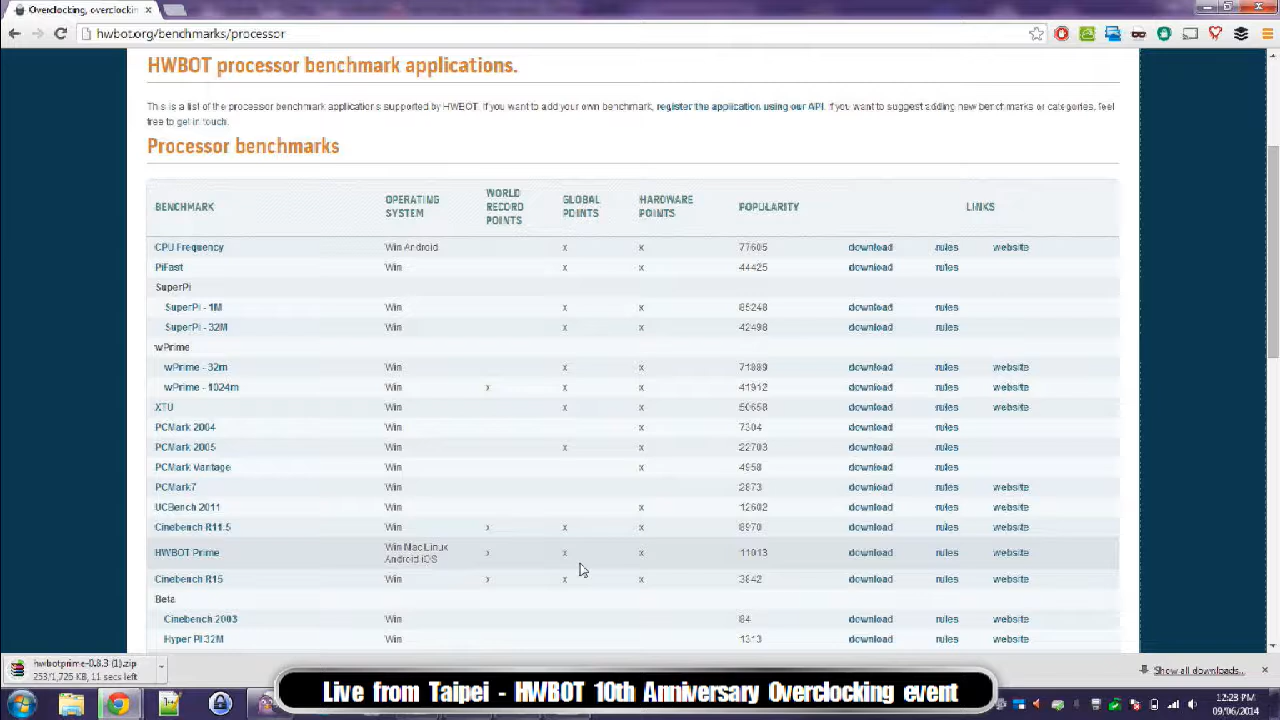 Overclocking, overclockin
hwbot.org/benchmarks/processor
HWBOT processor benchmark applications.
This is a list of the processor benchmark applications supported by HWBOT. If you want to add your own benchmark, register the application using our API. If you want to suggest adding new benchmarks or categories, feel
free to get in touch.
Processor benchmarks
BENCHMARK OPERATING SYSTEM WORLD RECORD POINTS GLOBAL POINTS HARDWARE POINTS POPULARITY LINKS
CPU Frequency Win Android x x 77605 download rules website
PiFast Win x x 44425 download rules
SuperPi
SuperPi - 1M Win x x 85248 download rules
SuperPi - 32M Win x x 42498 download rules
wPrime
wPrime - 32m Win x x 71889 download rules website
wPrime - 1024m Win x x x 41912 download rules website
XTU Win x x 50658 download rules website
PCMark 2004 Win x 7304 download rules
PCMark 2005 Win x x 22703 download rules
PCMark Vantage Win x 4958 download rules
PCMark7 Win 2873 download rules website
UCBench 2011 Win x 12602 download rules website
Cinebench R11.5 Win x x x 8970 download rules website
HWBOT Prime Win Mac Linux Android iOS x x x 11013 download rules website
Cinebench R15 Win x x x 3842 download rules website
Beta
Cinebench 2003 Win 84 download rules website
Hyper PI 32M Win 1313 download rules website
hwbotprime-0.8.3 (1).zip
253/1,725 KB, 11 secs left
Show all downloads...
Live from Taipei - HWBOT 10th Anniversary Overclocking event
12:23 PM
09/06/2014